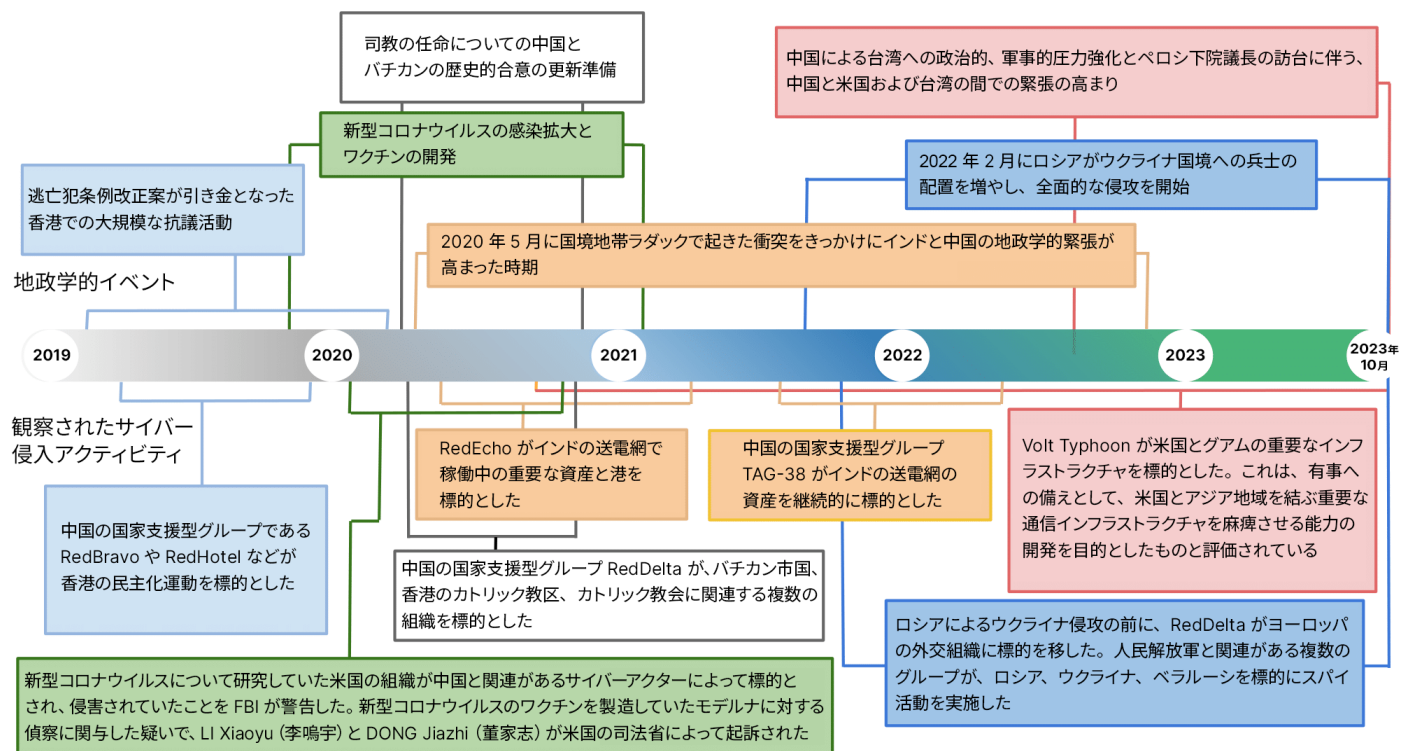 司教の任命についての中国と
バチカンの歴史的合意の更新準備
中国による台湾への政治的、軍事的圧力強化とペロシ下院議長の訪台に伴う、
中国と米国および台湾の間での緊張の高まり
新型コロナウイルスの感染拡大と
ワクチンの開発
2022 年 2 月にロシアがウクライナ国境への兵士の
配置を増やし、全面的な侵攻を開始
逃亡犯条例改正案が引き金となった
香港での大規模な抗議活動
2020 年 5 月に国境地帯ラダックで起きた衝突をきっかけにインドと中国の地政学的緊張が
高まった時期
地政学的イベント
2019
2020
2021
2022
2023
2023年
10月
観察されたサイバー
侵入アクティビティ
RedEcho がインドの送電網で
稼働中の重要な資産と港を
標的とした
中国の国家支援型グループ
TAG-38 がインドの送電網の
資産を継続的に標的とした
Volt Typhoon が米国とグアムの重要なインフ
ラストラクチャを標的とした。これは、有事へ
の備えとして、米国とアジア地域を結ぶ重要な
通信インフラストラクチャを麻痺させる能力の
開発を目的としたものと評価されている
中国の国家支援型グループである
RedBravo や RedHotel などが
香港の民主化運動を標的とした
中国の国家支援型グループ RedDelta が、バチカン市国、
香港のカトリック教区、カトリック教会に関連する複数の
組織を標的とした
ロシアによるウクライナ侵攻の前に、RedDelta がヨーロッパ
の外交組織に標的を移した。人民解放軍と関連がある複数の
グループが、ロシア、ウクライナ、ベラルーシを標的にスパイ
活動を実施した
新型コロナウイルスについて研究していた米国の組織が中国と関連があるサイバーアクターによって標的と
され、侵害されていたことを FBI が警告した。新型コロナウイルスのワクチンを製造していたモデルナに対する
偵察に関与した疑いで、LI Xiaoyu (李嗚宇) と DONG Jiazhi (董家志) が米国の司法省によって起訴された